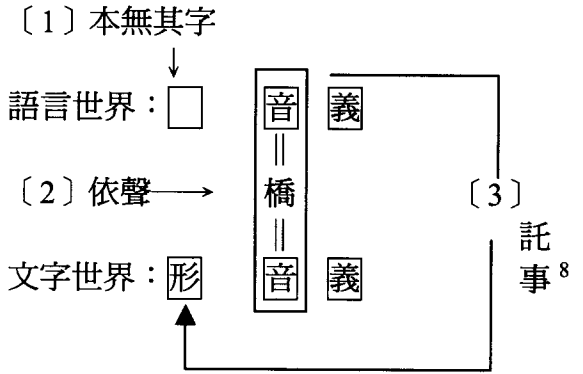 〔1〕本無其字
語言世界：音 義
〔2〕依聲 橋 〔3〕
託
文字世界：形 音 義 事8